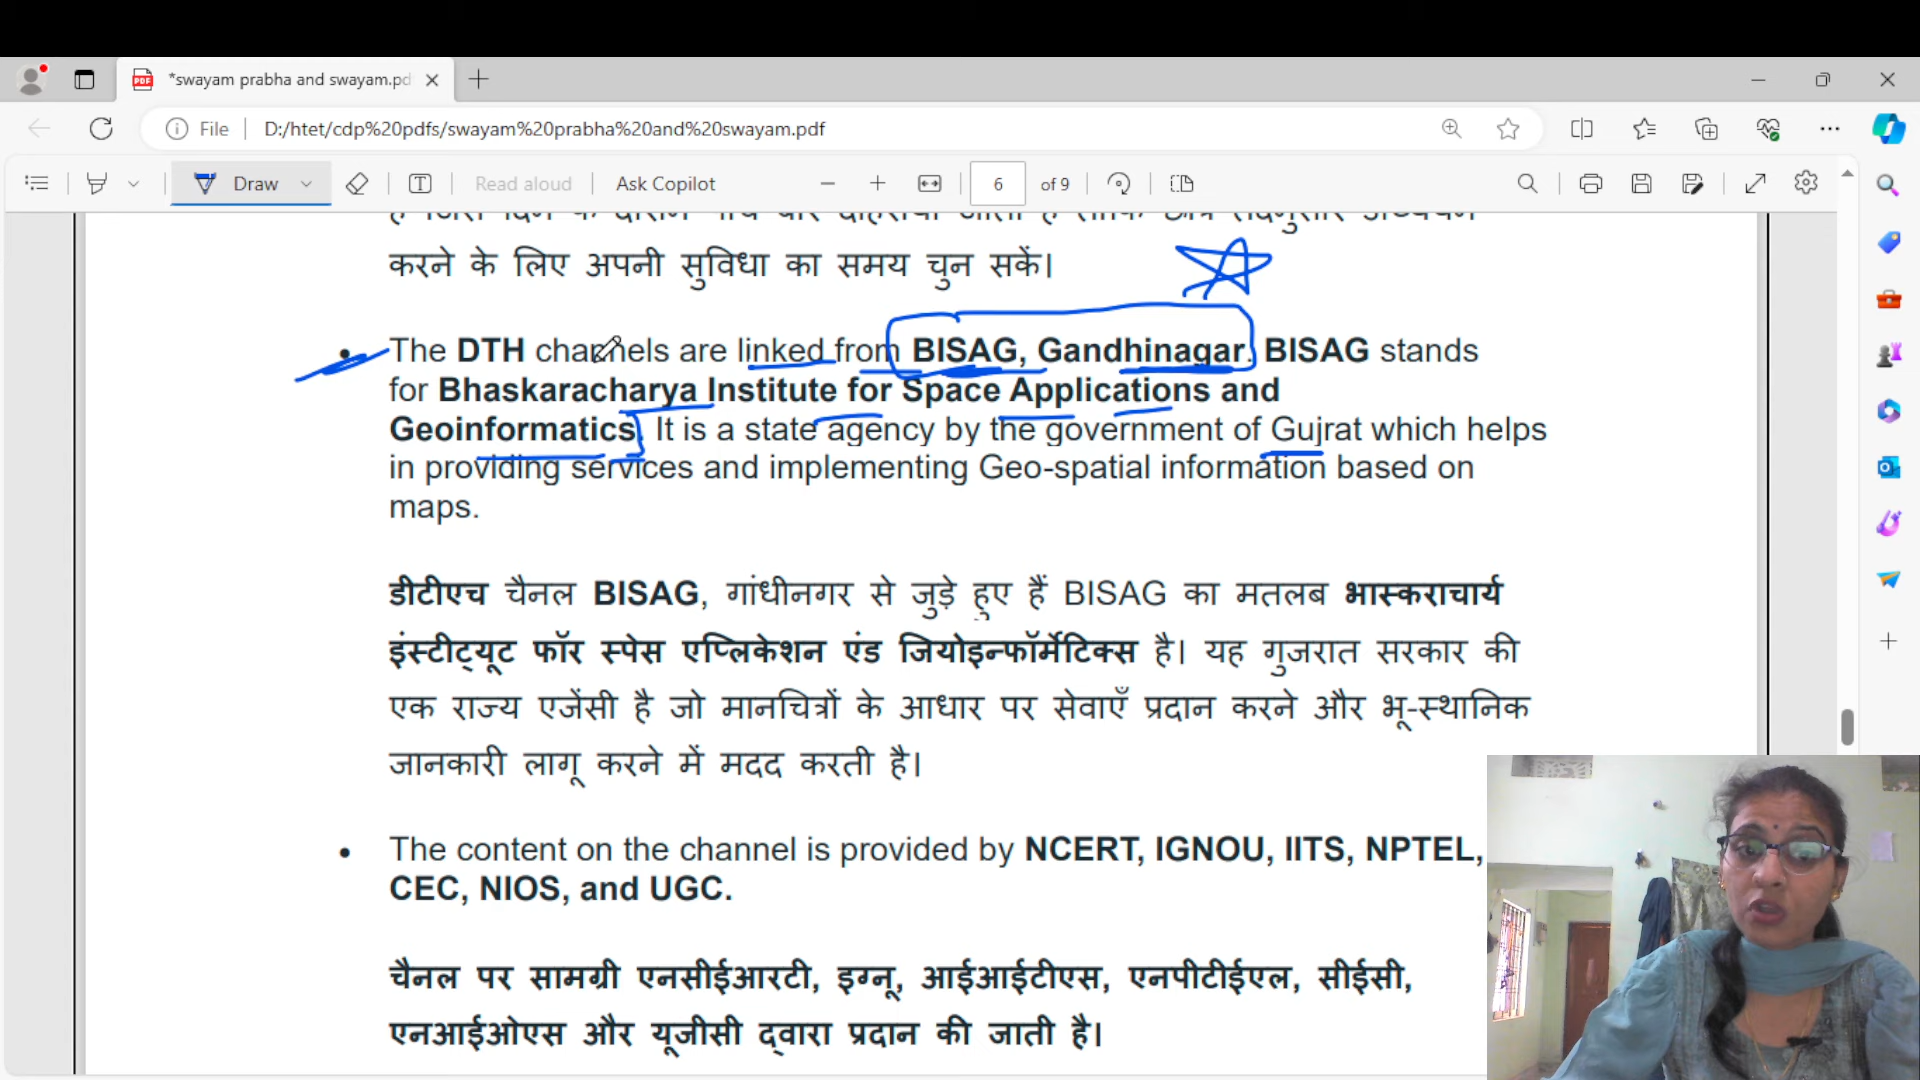 *swayam prabha and swayam.pd
File D:/htet/cdp%20pdfs/swayam%20prabha%20and%20swayam.pdf
Draw Read aloud Ask Copilot 6 of 9
करने के लिए अपनी सुविधा का समय चुन सकें।
• The DTH channels are linked from BISAG, Gandhinagar. BISAG stands
for Bhaskaracharya Institute for Space Applications and
Geoinformatics. It is a state agency by the government of Gujrat which helps
in providing services and implementing Geo-spatial information based on
maps.
डीटीएच चैनल BISAG, गांधीनगर से जुड़े हुए हैं BISAG का मतलब भास्कराचार्य
इंस्टीट्यूट फॉर स्पेस एप्लिकेशन एंड जियोइन्फॉर्मेटिक्स है। यह गुजरात सरकार की
एक राज्य एजेंसी है जो मानचित्रों के आधार पर सेवाएँ प्रदान करने और भू-स्थानिक
जानकारी लागू करने में मदद करती है।
• The content on the channel is provided by NCERT, IGNOU, IITS, NPTEL,
CEC, NIOS, and UGC.
चैनल पर सामग्री एनसीईआरटी, इग्नू, आईआईटीएस, एनपीटीईएल, सीईसी,
एनआईओएस और यूजीसी द्वारा प्रदान की जाती है।